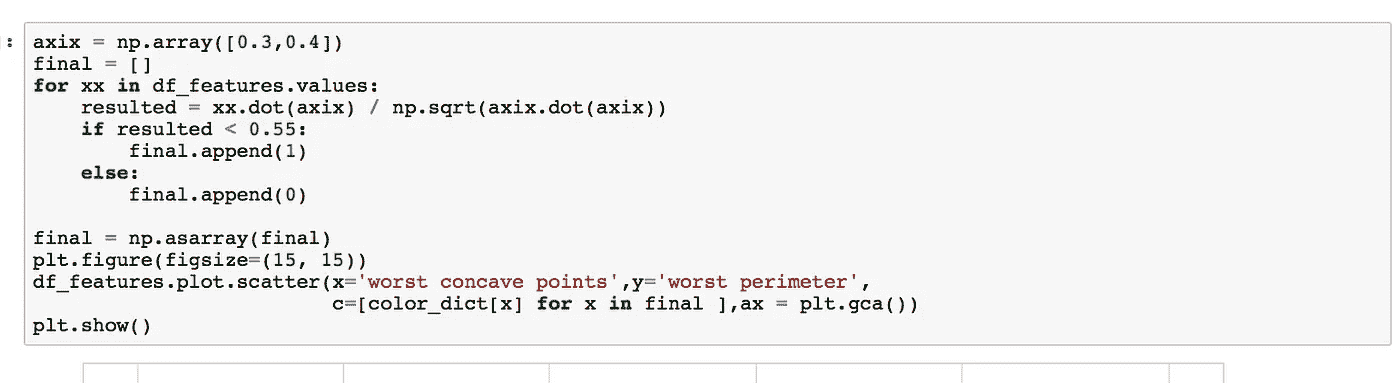 :
axix = np.array([0.3,0.4])
final = []
for xx in df_features.values:
    resulted = xx.dot(axix) / np.sqrt(axix.dot(axix))
    if resulted < 0.55:
        final.append(1)
    else:
        final.append(0)
final = np.asarray(final)
plt.figure(figsize=(15, 15))
df_features.plot.scatter(x='worst concave points',y='worst perimeter',
                         c=[color_dict[x] for x in final ],ax = plt.gca())
plt.show()